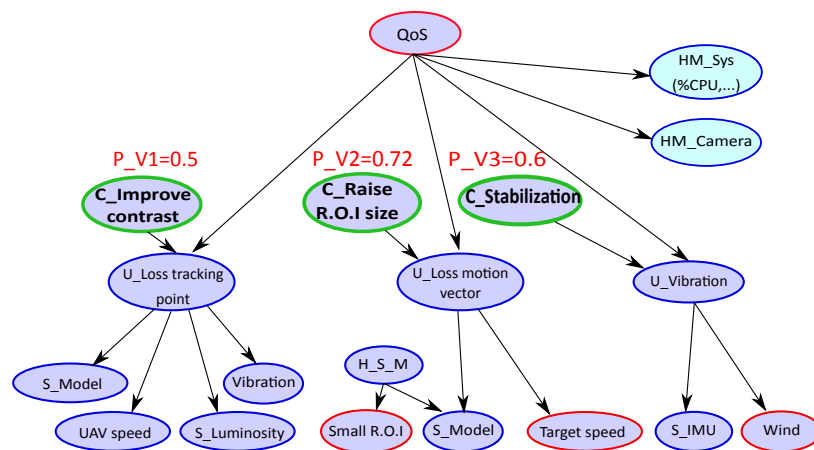 QoS
HM_Sys
(%CPU,...)
HM_Camera
P_V1=0.5
P_V2=0.72
P_V3=0.6
C_Improve
contrast
C_Raise
R.O.I size
C_Stabilization
U_Loss tracking
point
U_Loss motion
vector
U_Vibration
S_Model
Vibration
H_S_M
UAV speed
S_Luminosity
Small R.O.I
S_Model
Target speed
S_IMU
Wind